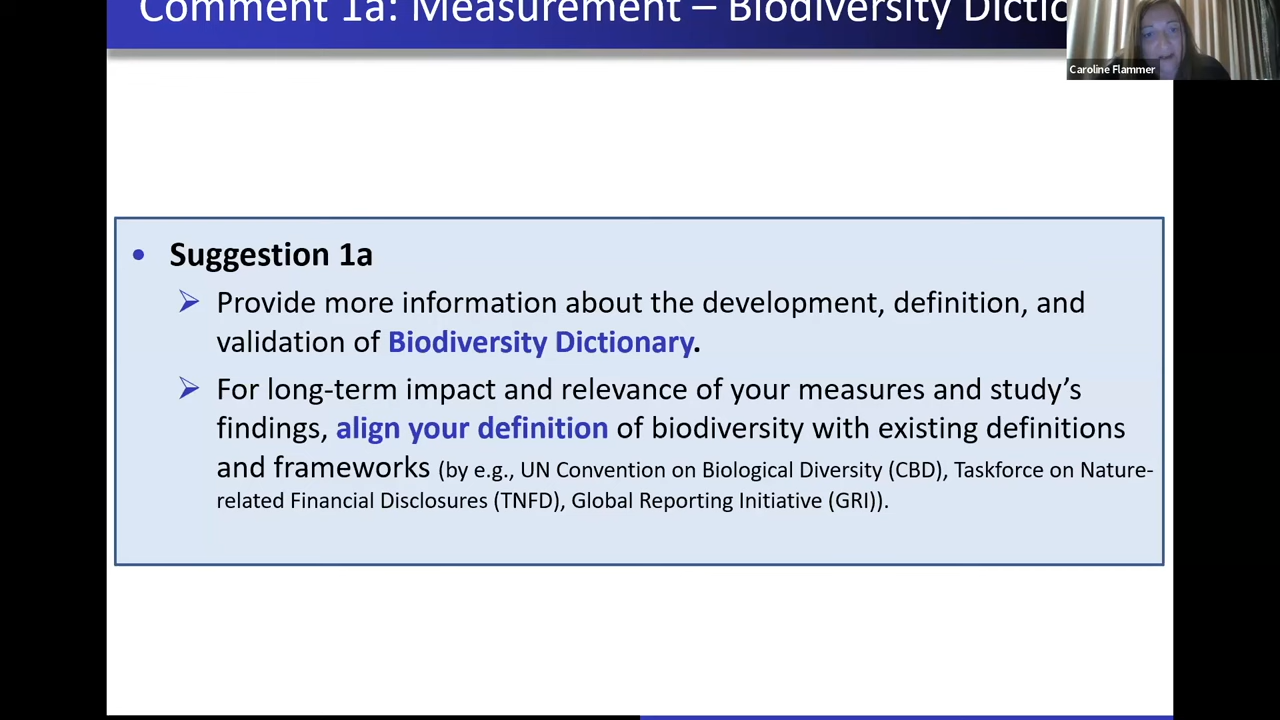 Comment 1a: Measurement – Biodiversity Dictio
Caroline Flammer
• Suggestion 1a
➢ Provide more information about the development, definition, and
validation of Biodiversity Dictionary.
➢ For long-term impact and relevance of your measures and study's
findings, align your definition of biodiversity with existing definitions
and frameworks (by e.g., UN Convention on Biological Diversity (CBD), Taskforce on Nature-
related Financial Disclosures (TNFD), Global Reporting Initiative (GRI)).